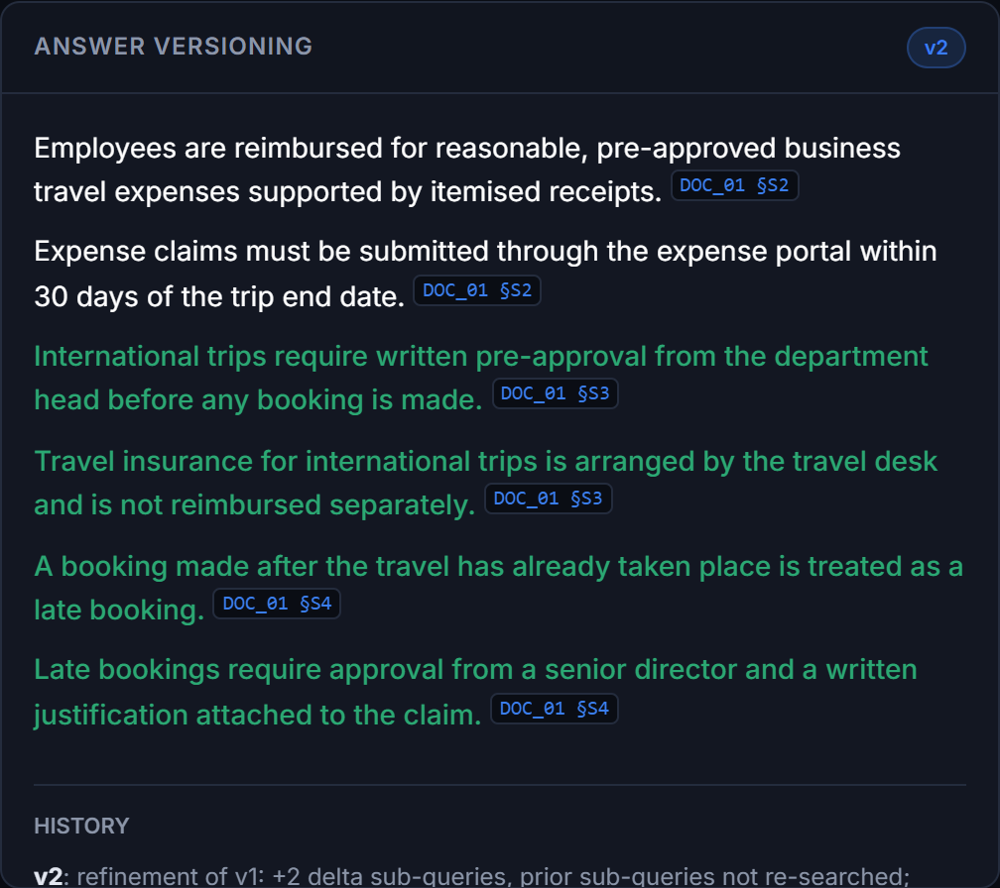 ANSWER VERSIONING
v2
Employees are reimbursed for reasonable, pre-approved business
travel expenses supported by itemised receipts. DOC_01 §S2
Expense claims must be submitted through the expense portal within
30 days of the trip end date. DOC_01 §S2
International trips require written pre-approval from the department
head before any booking is made. DOC_01 §S3
Travel insurance for international trips is arranged by the travel desk
and is not reimbursed separately. DOC_01 §S3
A booking made after the travel has already taken place is treated as a
late booking. DOC_01 §S4
Late bookings require approval from a senior director and a written
justification attached to the claim. DOC_01 §S4
HISTORY
v2: refinement of v1: +2 delta sub-queries, prior sub-queries not re-searched;